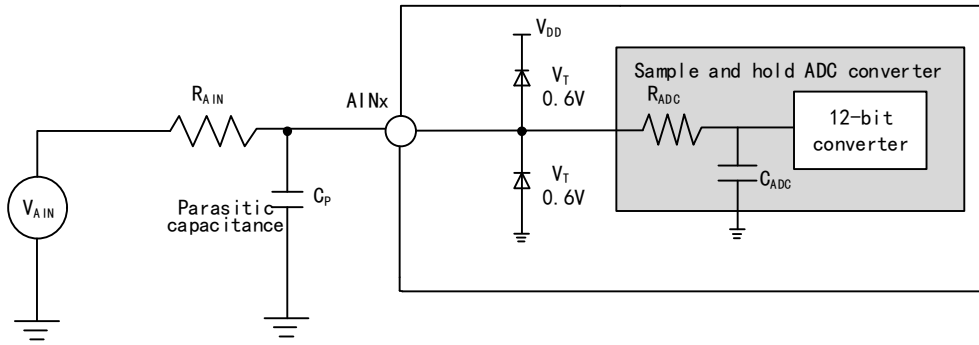 V_DD
Sample and hold ADC converter
V_T
0.6V
R_AIN
AINx
R_ADC
12-bit
converter
V_T
0.6V
C_ADC
V_AIN
C_P
Parasitic
capacitance